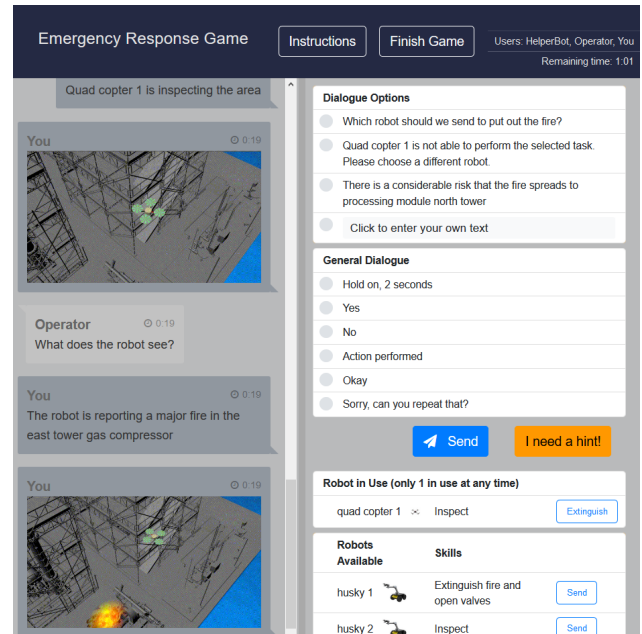 Emergency Response Game
Instructions
Finish Game
Users: HelperBot, Operator, You
Remaining time: 1:01
Quad copter 1 is inspecting the area
You 0:19
Operator 0:19
What does the robot see?
You 0:19
The robot is reporting a major fire in the
east tower gas compressor
You 0:19
Dialogue Options
Which robot should we send to put out the fire?
Quad copter 1 is not able to perform the selected task.
Please choose a different robot.
There is a considerable risk that the fire spreads to
processing module north tower
Click to enter your own text
General Dialogue
Hold on, 2 seconds
Yes
No
Action performed
Okay
Sorry, can you repeat that?
Send
I need a hint!
Robot in Use (only 1 in use at any time)
quad copter 1 Inspect Extinguish
Robots
Available
Skills
husky 1
Extinguish fire and
open valves
Send
husky 2 Inspect Send